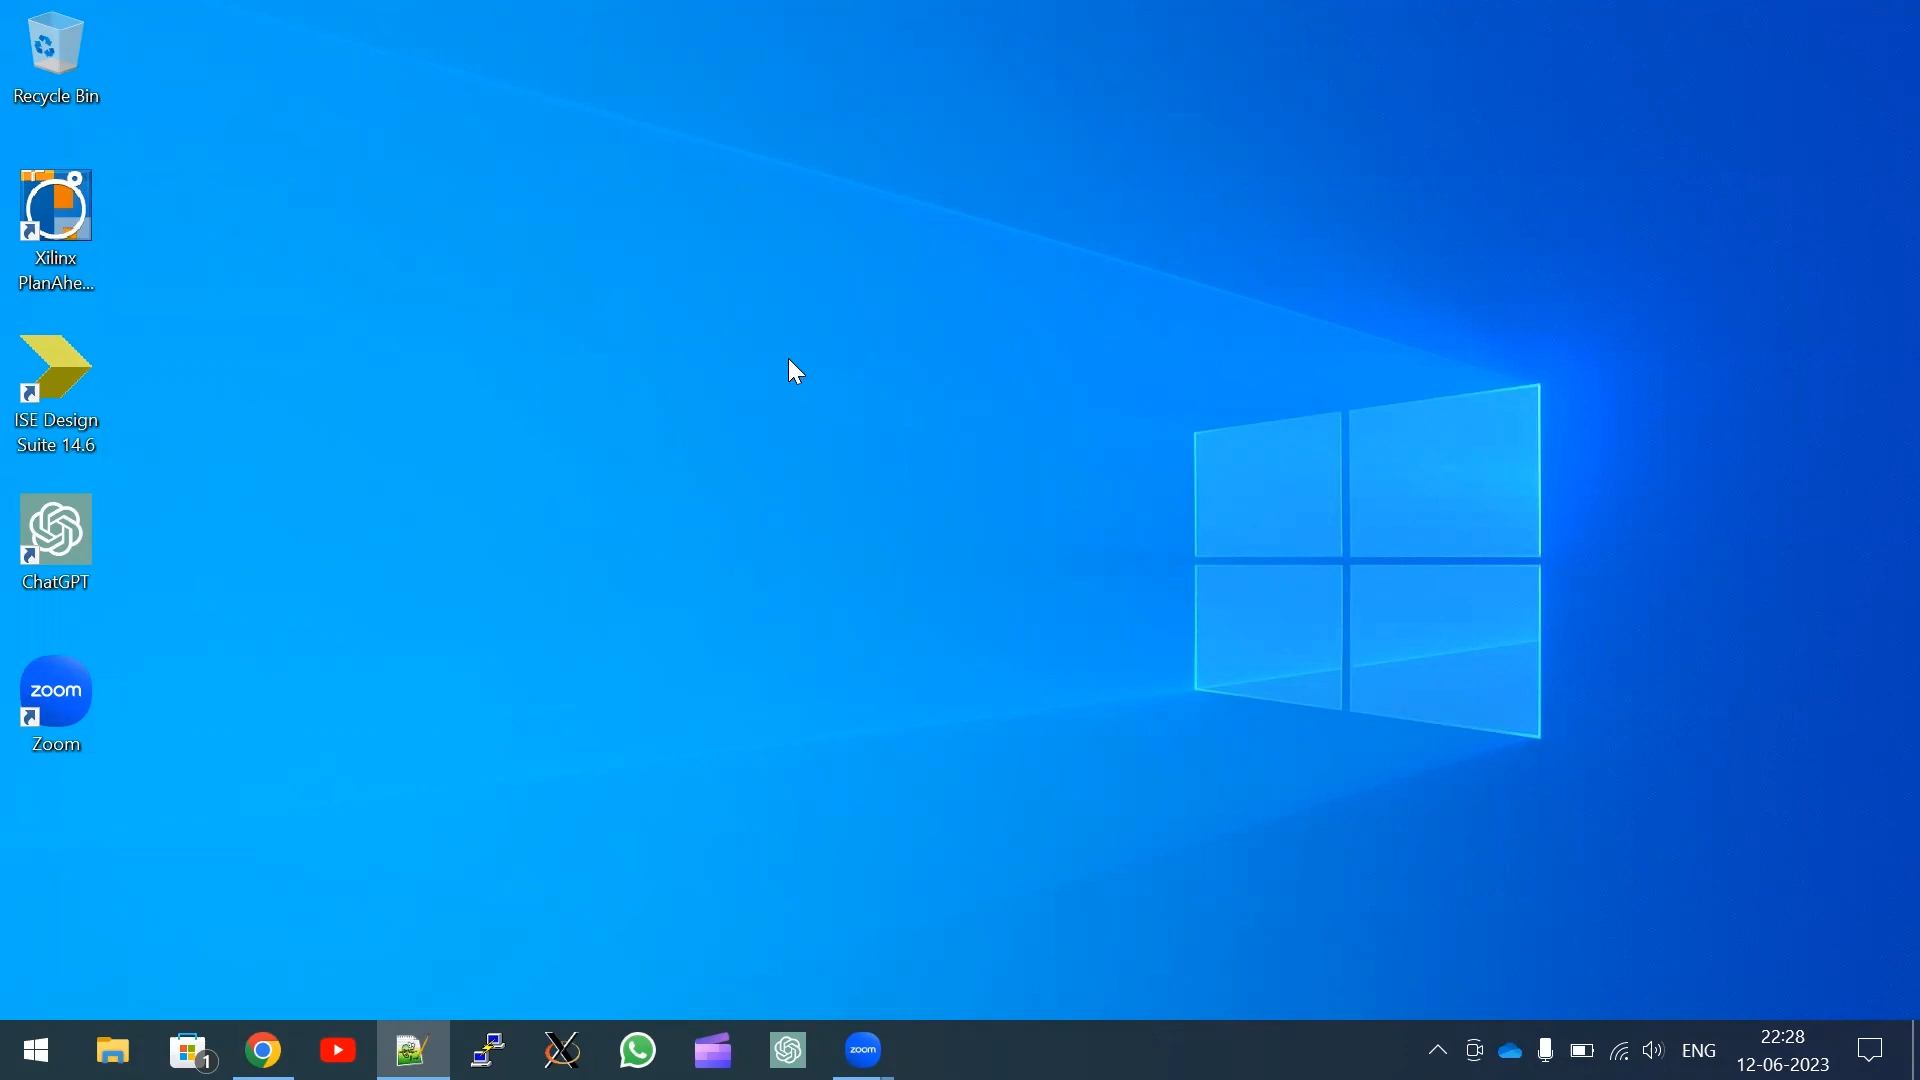 Recycle Bin
Xilinx
PlanAhe...
ISE Design
Suite 14.6
ChatGPT
zoom
Zoom
1
zoom
ENG
22:28
12-06-2023